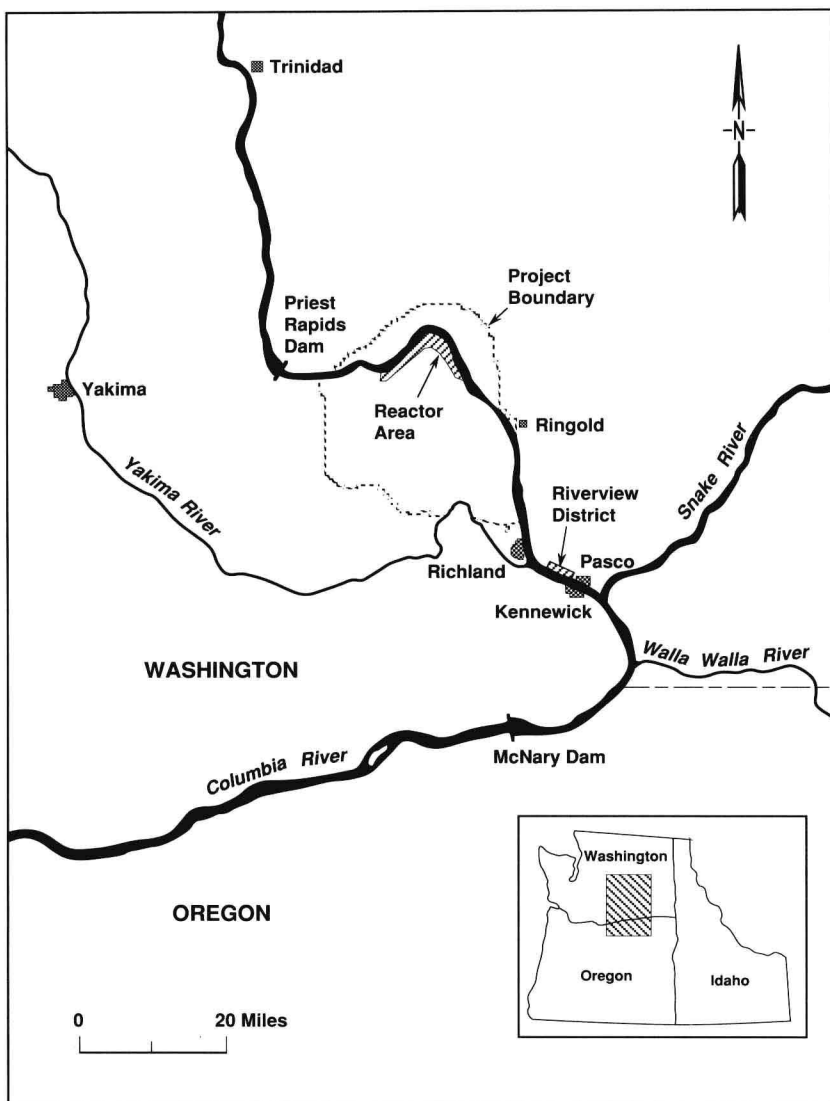 Trinidad
N
Project
Boundary
Priest
Rapids
Dam
Yakima
Reactor
Area
Ringold
Snake River
Yakima River
Riverview
District
Pasco
Richland
Kennewick
Walla Walla River
WASHINGTON
McNary Dam
Columbia River
OREGON
Washington
Oregon
Idaho
0
20 Miles